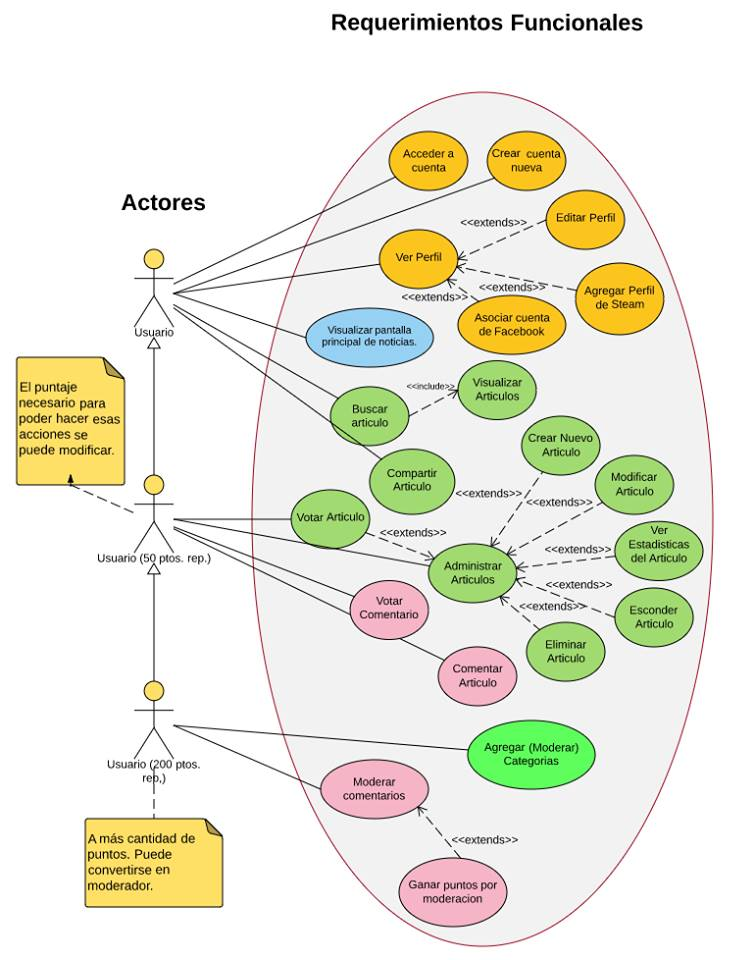 Requerimientos Funcionales
Actores
Acceder a
cuenta
Crear cuenta
nueva
<<extends>>
Editar Perfil
Ver Perfil
<<extends>>
<<extends>>
Agregar Perfil
de Steam
Asociar cuenta
de Facebook
Usuario
Visualizar pantalla
principal de noticias.
El puntaje
necesario para
poder hacer esas
acciones se
puede modificar.
Buscar
articulo
<<include>>
Visualizar
Articulos
Crear Nuevo
Articulo
Compartir
Articulo
Modificar
Articulo
<<extends>>
<<extends>>
Votar Articulo
<<extends>>
Ver
Estadisticas
del Articulo
<<extends>>
Usuario (50 ptos. rep.)
Administrar
Articulos
<<extends>>
Votar
Comentario
<<extends>>
Esconder
Articulo
Eliminar
Articulo
Comentar
Articulo
Usuario (200 ptos.
rep,)
Agregar (Moderar)
Categorias
Moderar
comentarios
A más cantidad de
puntos. Puede
convertirse en
moderador.
<<extends>>
Ganar puntos por
moderacion